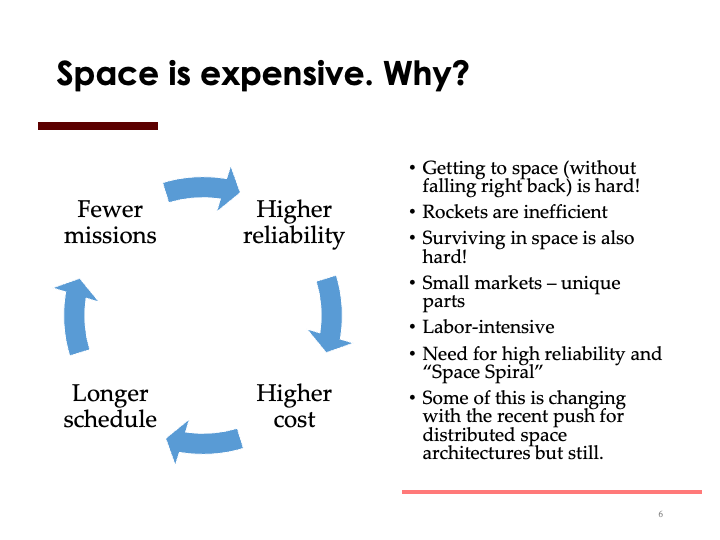 Space is expensive. Why?
Fewer
missions
Higher
reliability
Longer
schedule
Higher
cost
• Getting to space (without
falling right back) is hard!
• Rockets are inefficient
• Surviving in space is also
hard!
• Small markets – unique
parts
• Labor-intensive
• Need for high reliability and
“Space Spiral”
• Some of this is changing
with the recent push for
distributed space
architectures but still.
6